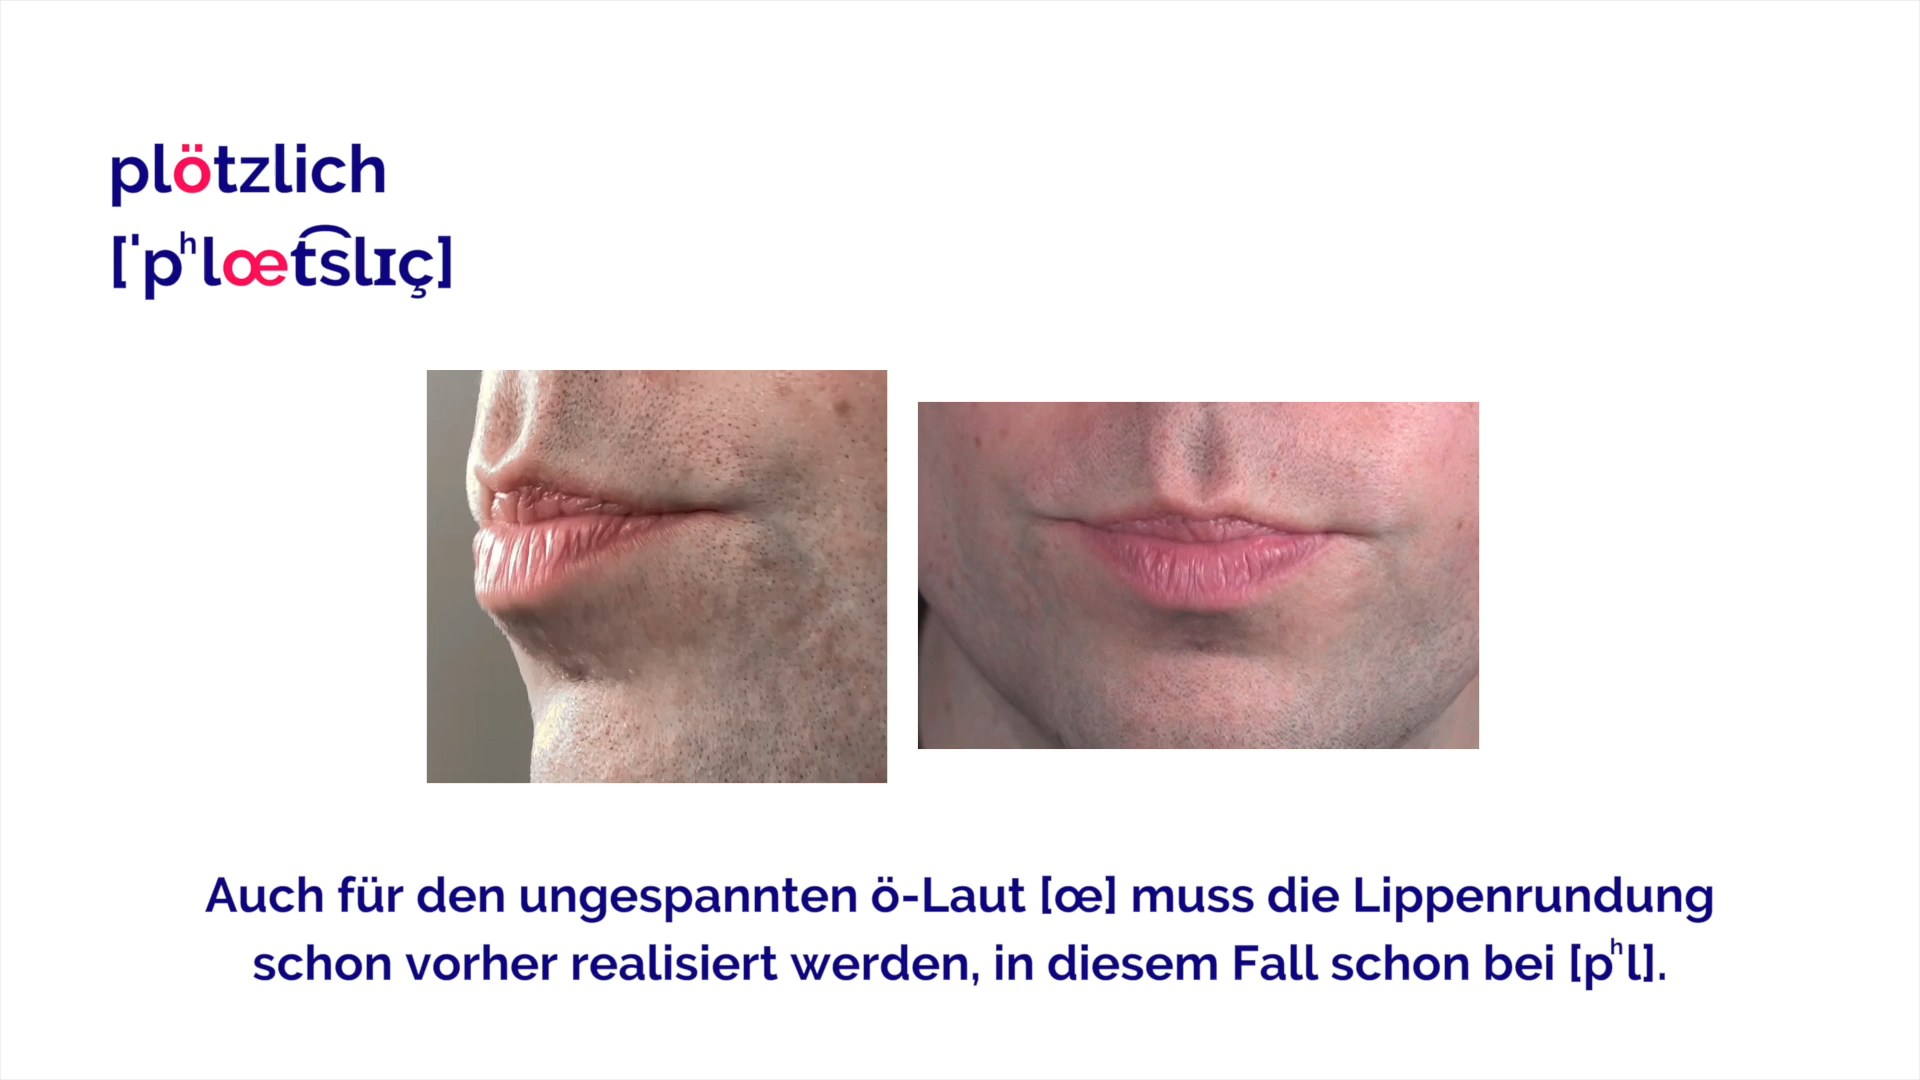 plötzlich
[ˈpʰlœt͡slɪç]
Auch für den ungespannten ö-Laut [œ] muss die Lippenrundung
schon vorher realisiert werden, in diesem Fall schon bei [pʰl].